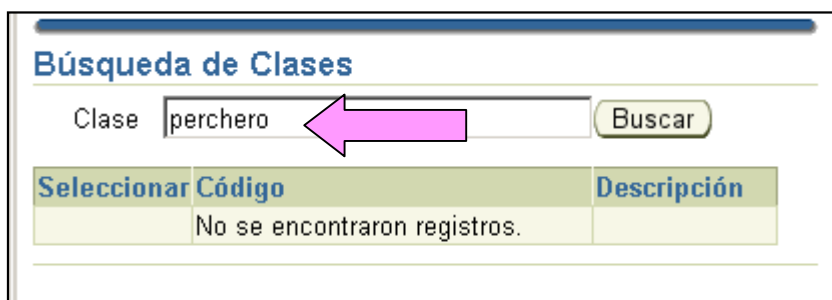 Búsqueda de Clases
Clase perchero Buscar
Seleccionar Código Descripción
No se encontraron registros.